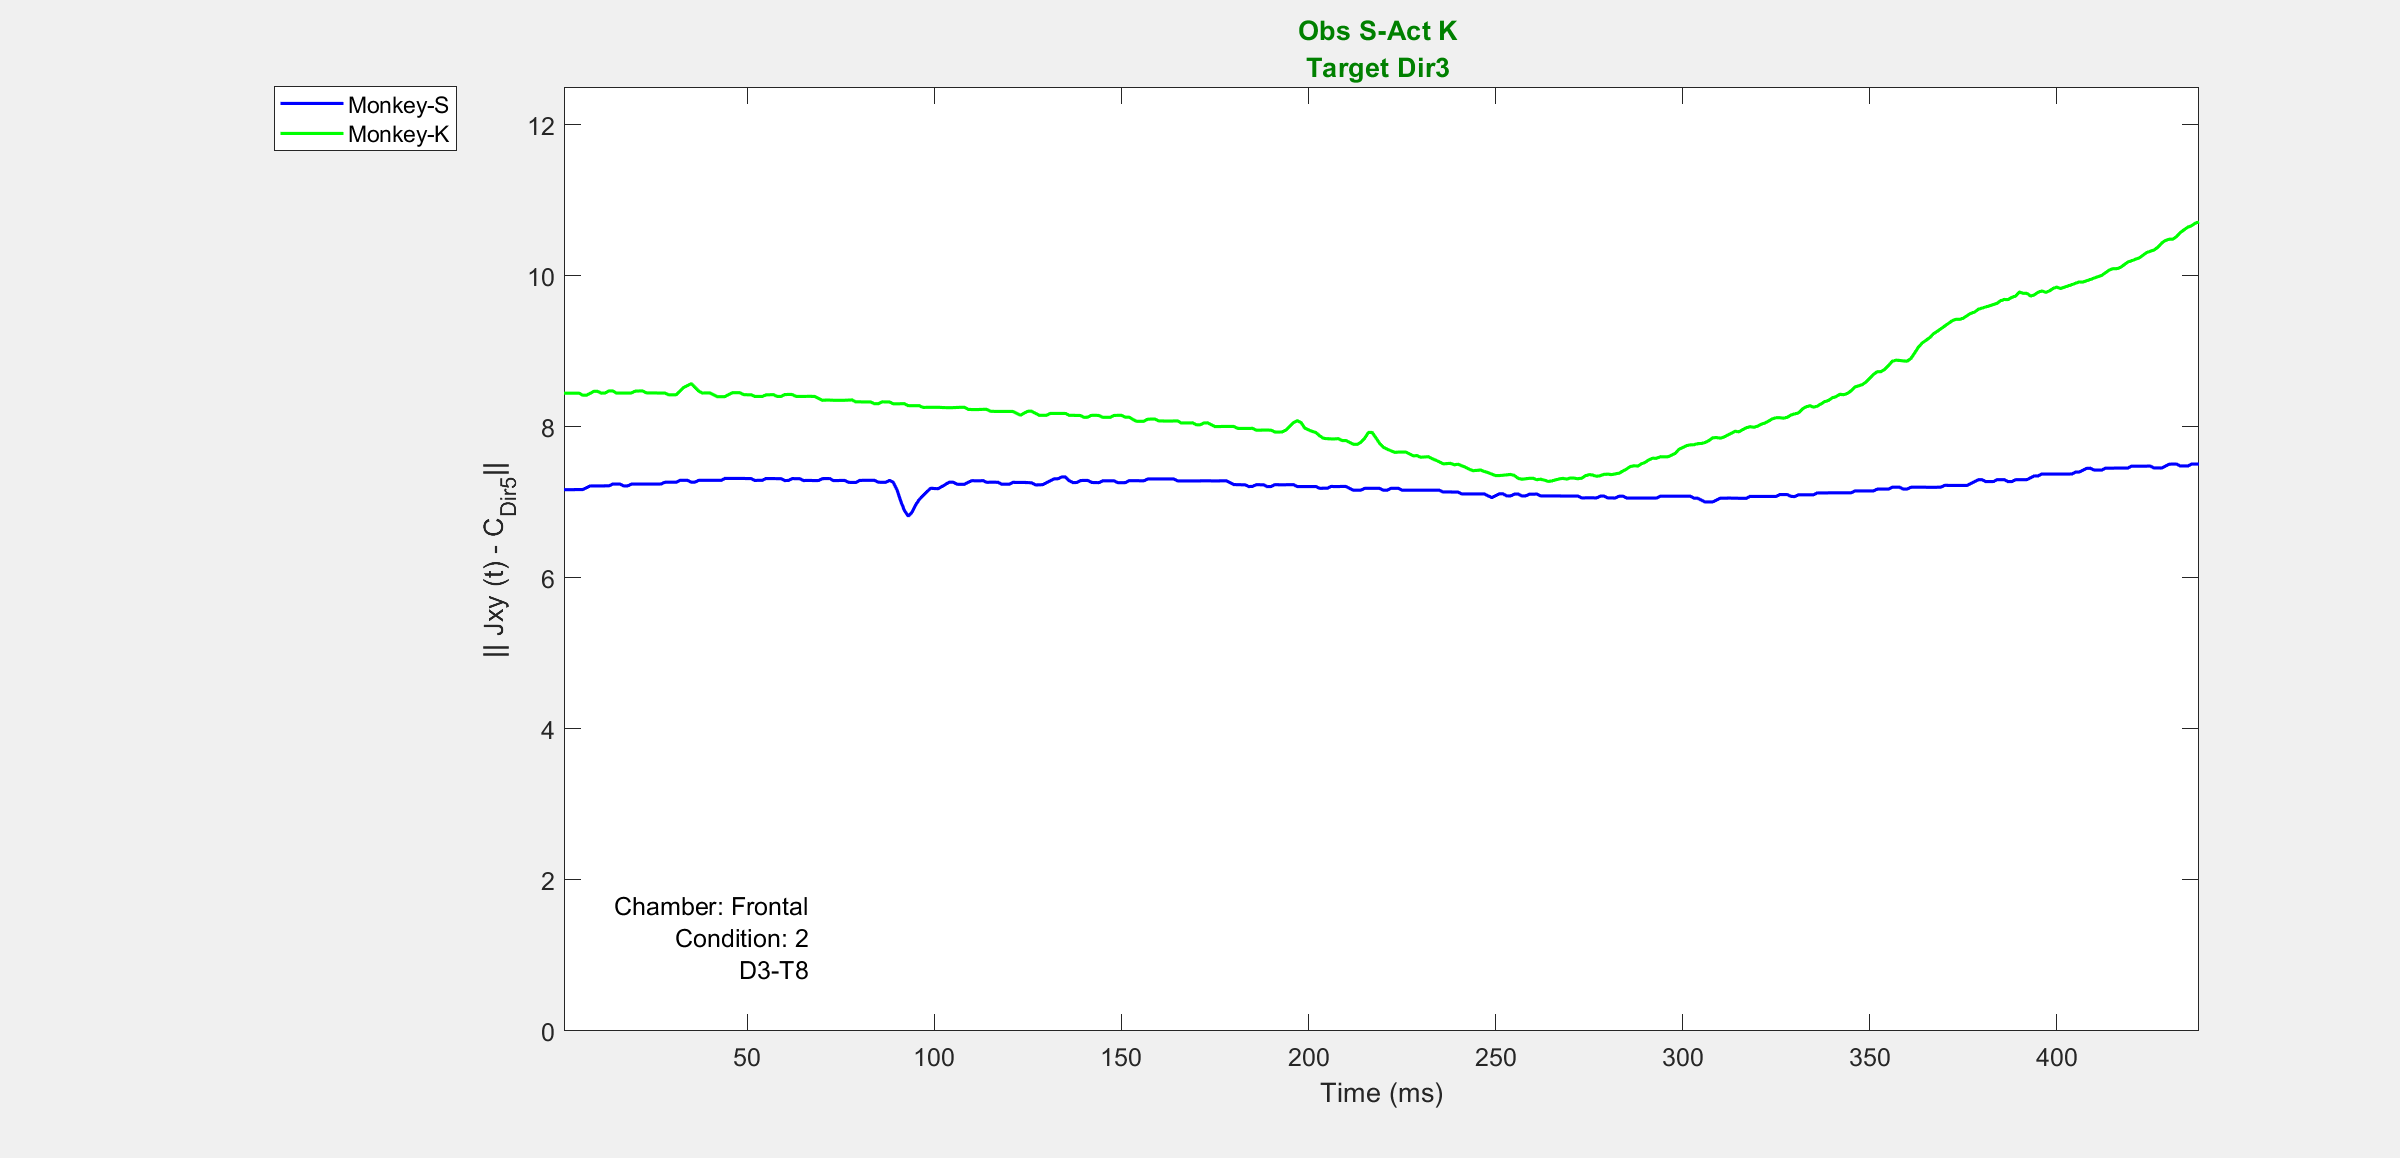 Obs S-Act K
Target Dir3
Monkey-S
Monkey-K
12
10
8
6
4
2
0
|| Jxy (t) - C_Dir5||
Chamber: Frontal
Condition: 2
D3-T8
50 100 150 200 250 300 350 400
Time (ms)